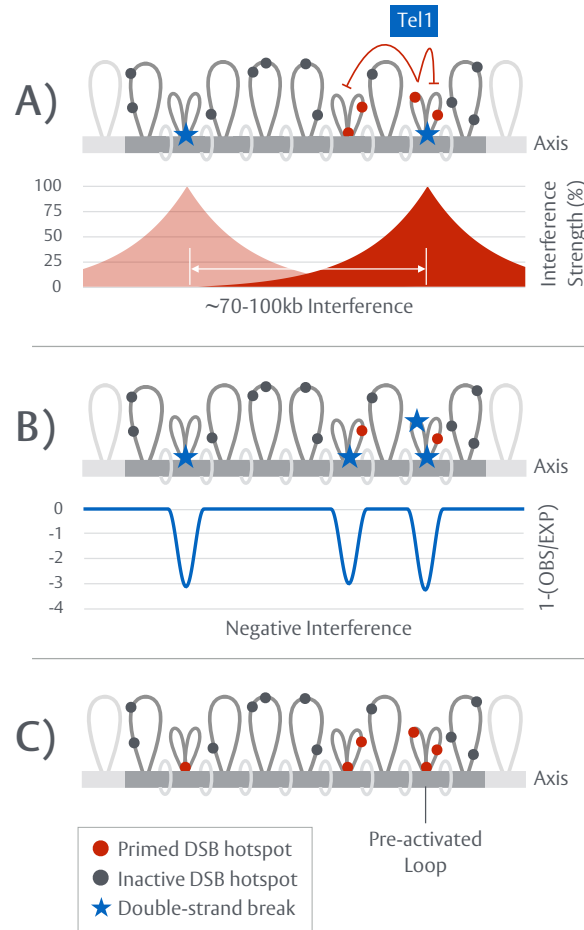 Tel1
A)
Axis
100
75
50
25
0
Interference
Strength (%)
~70-100kb Interference
B)
Axis
0
-1
-2
-3
-4
1-(OBS/EXP)
Negative Interference
C)
Axis
Pre-activated
Loop
Primed DSB hotspot
Inactive DSB hotspot
Double-strand break